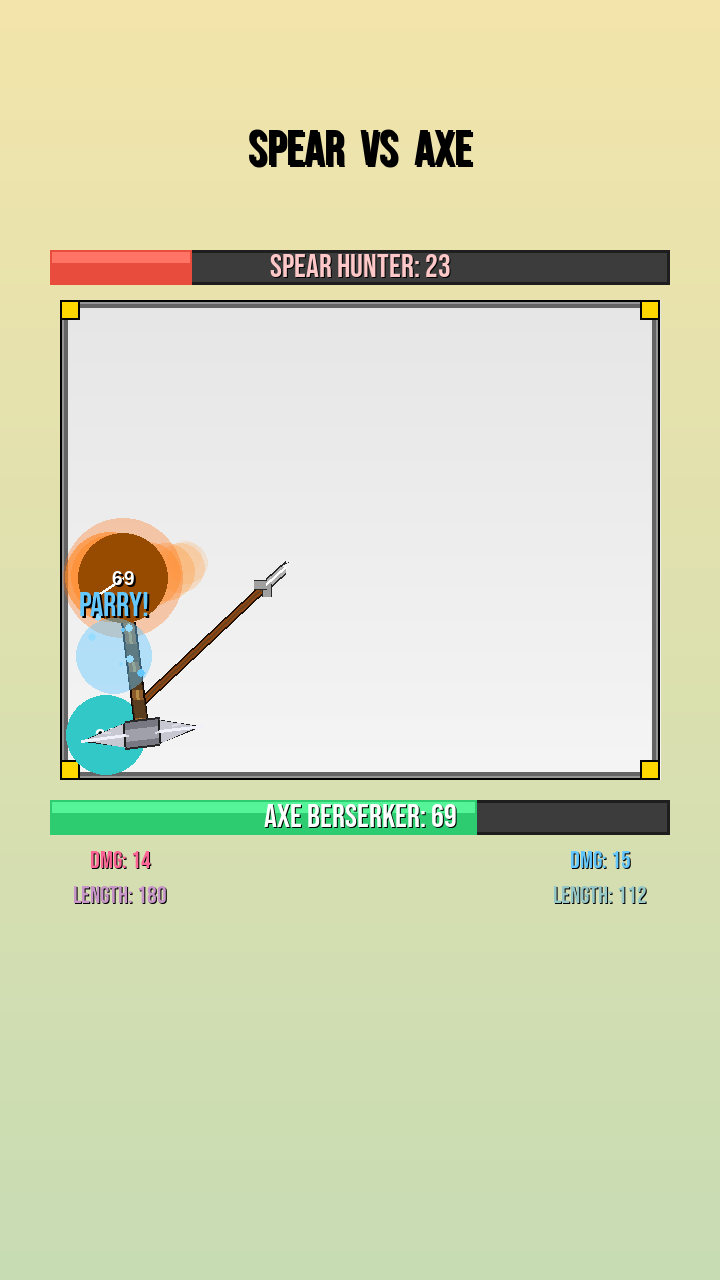 SPEAR VS AXE
SPEAR HUNTER: 23
69
PARRY!
AXE BERSERKER: 69
DMG: 14
DMG: 15
LENGTH: 180
LENGTH: 112